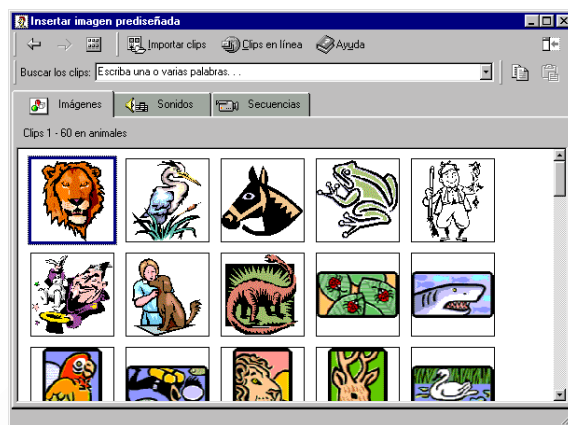 Insertar imagen prediseñada
Importar clips Clips en línea Ayuda
Buscar los clips: Escriba una o varias palabras. . .
Imágenes Sonidos Secuencias
Clips 1 - 60 en animales